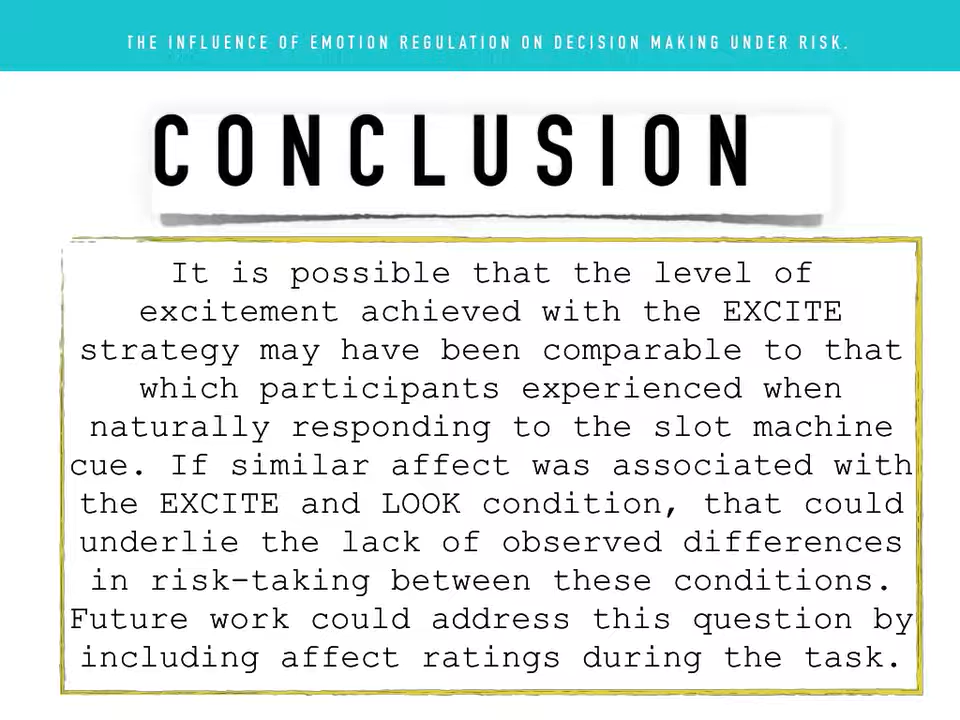 THE INFLUENCE OF EMOTION REGULATION ON DECISION MAKING UNDER RISK.
CONCLUSION
It is possible that the level of
excitement achieved with the EXCITE
strategy may have been comparable to that
which participants experienced when
naturally responding to the slot machine
cue. If similar affect was associated with
the EXCITE and LOOK condition, that could
underlie the lack of observed differences
in risk-taking between these conditions.
Future work could address this question by
including affect ratings during the task.